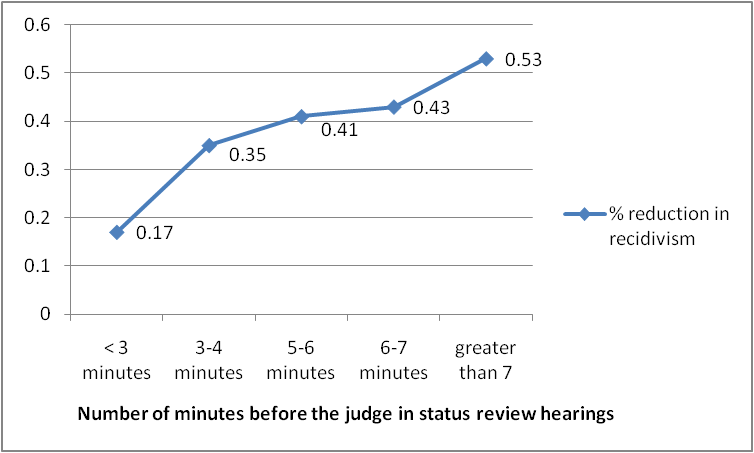 0.6
0.5
0.4
0.3
0.2
0.1
0
0.17
0.35
0.41
0.43
0.53
< 3
minutes
3-4
minutes
5-6
minutes
6-7
minutes
greater
than 7
Number of minutes before the judge in status review hearings
% reduction in
recidivism